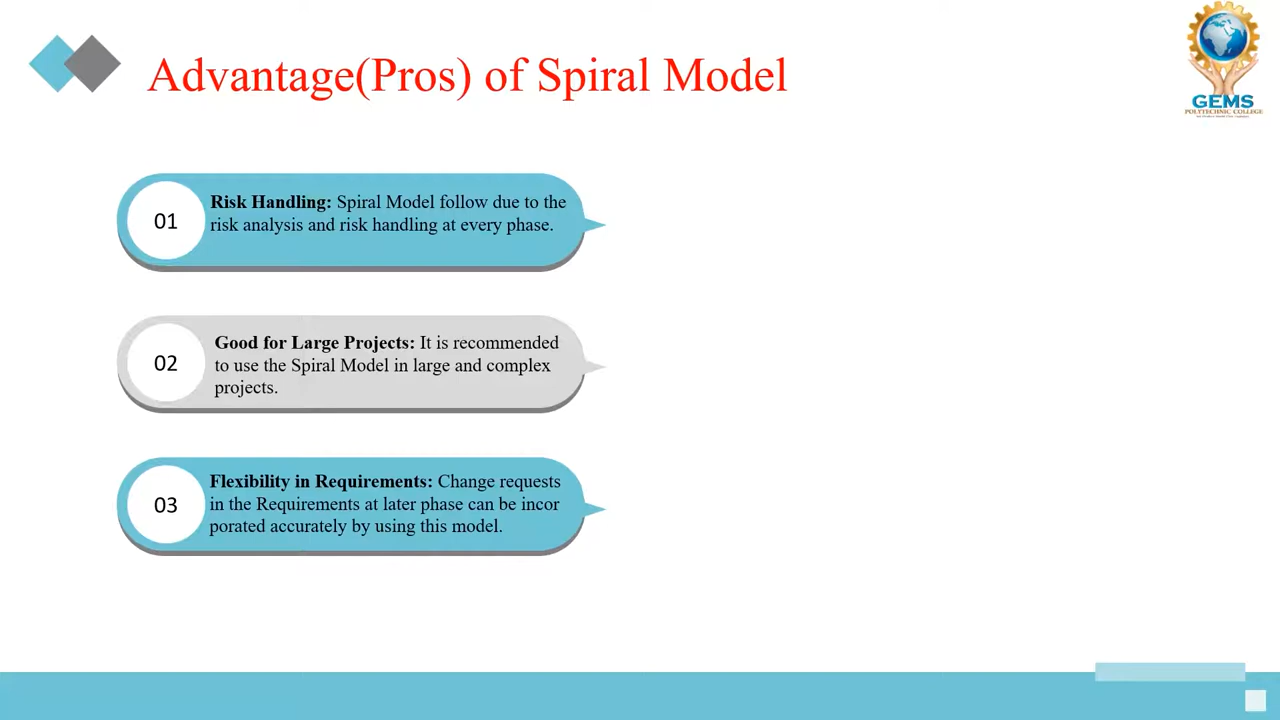 Advantage(Pros) of Spiral Model
GEMS
POLYTECHNIC COLLEGE
01
Risk Handling: Spiral Model follow due to the
risk analysis and risk handling at every phase.
02
Good for Large Projects: It is recommended
to use the Spiral Model in large and complex
projects.
03
Flexibility in Requirements: Change requests
in the Requirements at later phase can be incor
porated accurately by using this model.